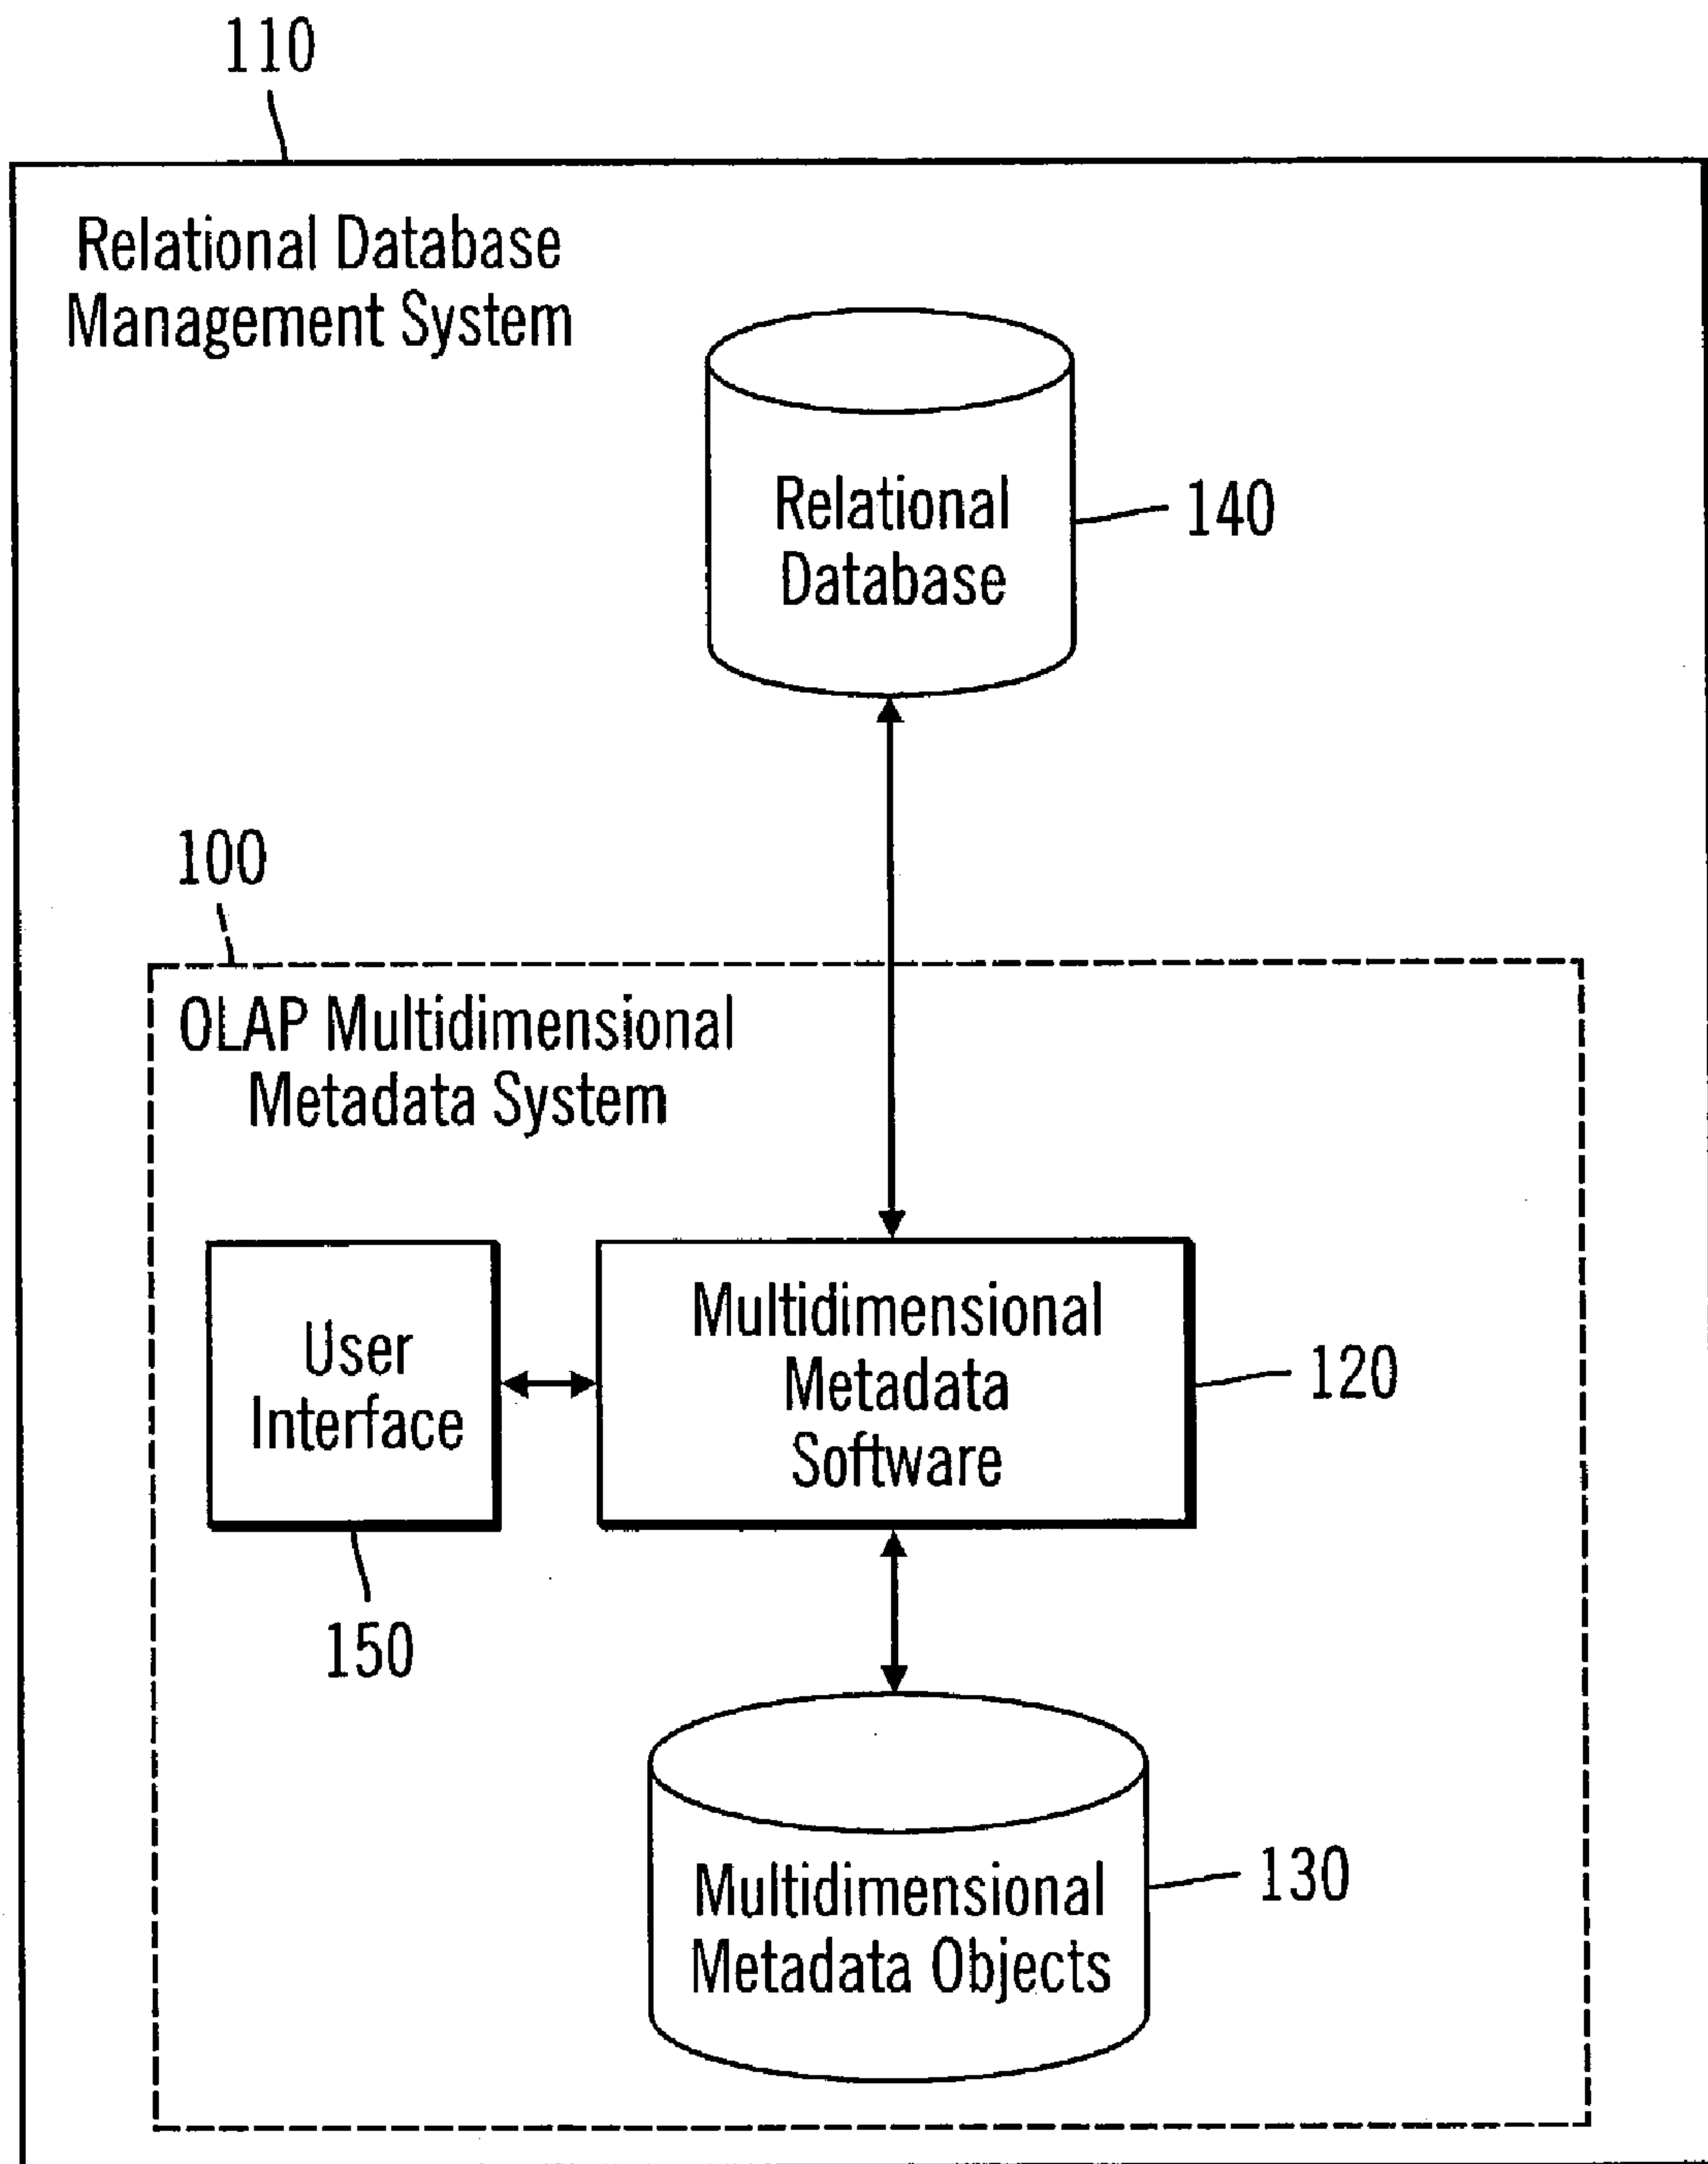 110
Relational Database
Management System
Relational
Database
140
100
OLAP Multidimensional
Metadata System
User
Interface
Multidimensional
Metadata
Software
120
150
Multidimensional
Metadata Objects
130